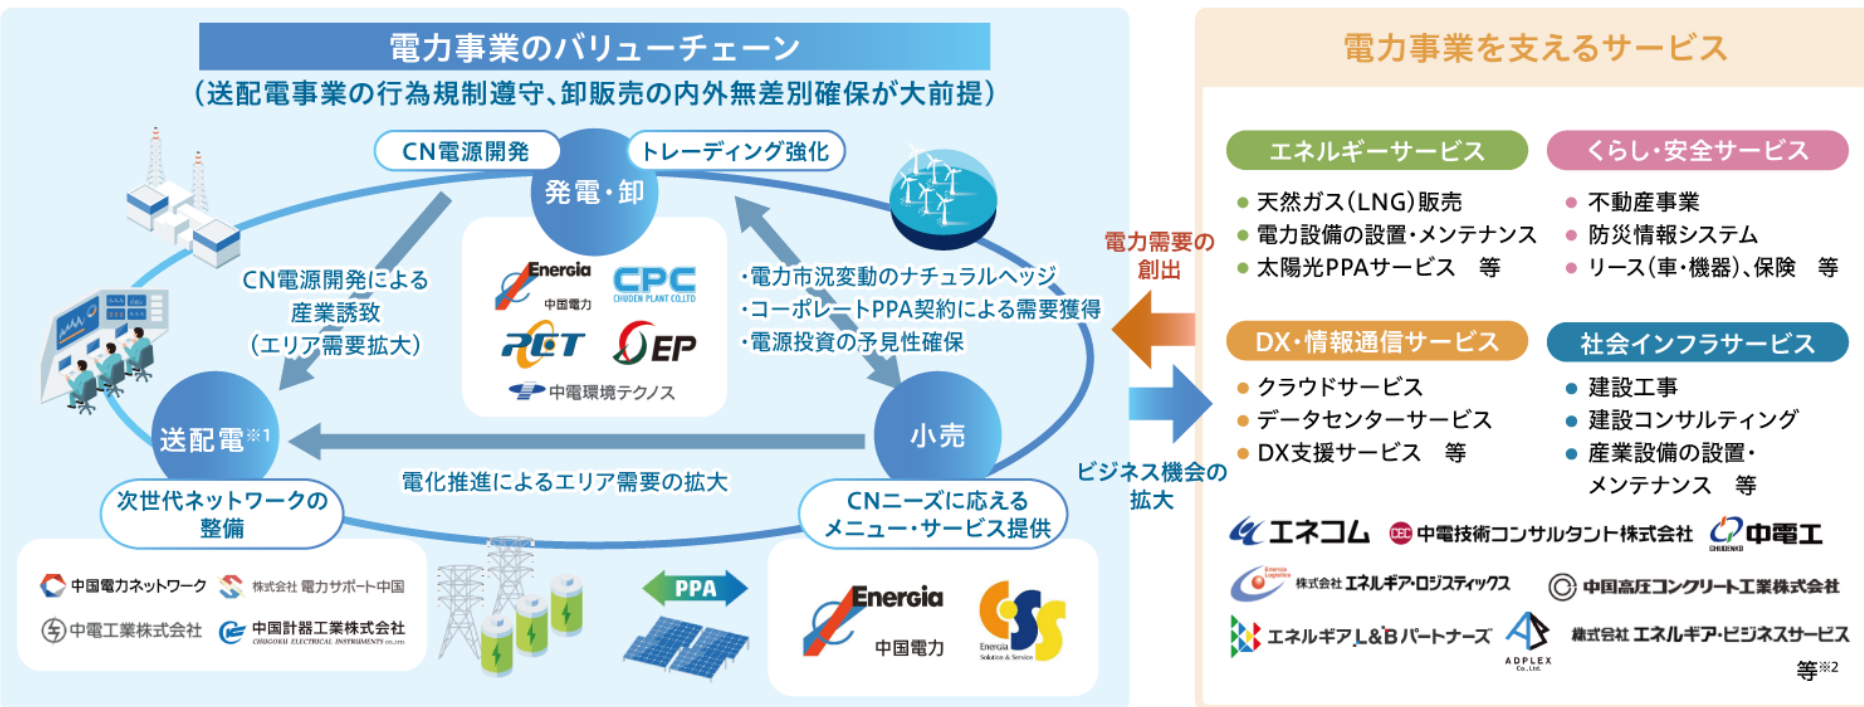 電力事業のバリューチェーン
（送配電事業の行為規制遵守、卸販売の内外無差別確保が大前提）
CN電源開発
トレーディング強化
発電・卸
CN電源開発による
産業誘致
（エリア需要拡大）
Energia
中国電力
CPC
CHUDEN PLANT CO.,LTD
PET
EP
中電環境テクノス
・電力市況変動のナチュラルヘッジ
・コーポレートPPA契約による需要獲得
・電源投資の予見性確保
送配電※1
小売
電化推進によるエリア需要の拡大
次世代ネットワークの
整備
CNニーズに応える
メニュー・サービス提供
中国電力ネットワーク
株式会社 電力サポート中国
中電工業株式会社
中国計器工業株式会社
CHUGOKU ELECTRICAL INSTRUMENTS co.,ltd.
PPA
Energia
中国電力
ESS
Energia
Solution & Service
電力需要の
創出
ビジネス機会の
拡大
電力事業を支えるサービス
エネルギーサービス
● 天然ガス（LNG）販売
● 電力設備の設置・メンテナンス
● 太陽光PPAサービス 等
くらし・安全サービス
● 不動産事業
● 防災情報システム
● リース（車・機器）、保険 等
DX・情報通信サービス
● クラウドサービス
● データセンターサービス
● DX支援サービス 等
社会インフラサービス
● 建設工事
● 建設コンサルティング
● 産業設備の設置・
メンテナンス 等
エネコム
CEC 中電技術コンサルタント株式会社
CHUDENKO 中電工
Energia Logistics 株式会社 エネルギア・ロジスティックス
中国高圧コンクリート工業株式会社
エネルギアL&Bパートナーズ
ADPLEX
Co., Ltd.
株式会社 エネルギア・ビジネスサービス
等※2